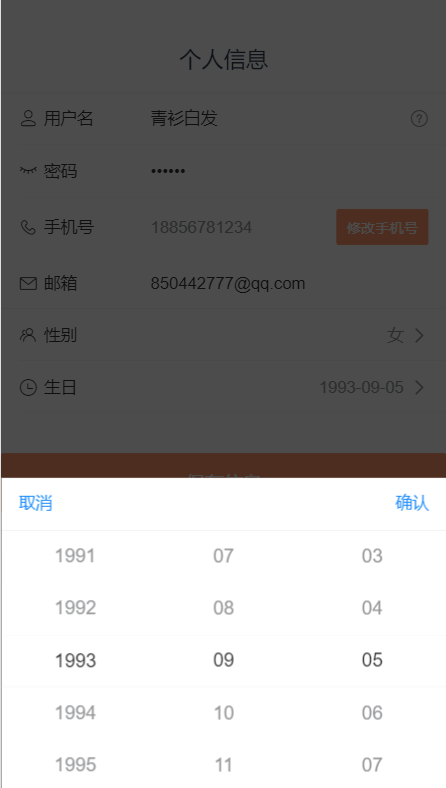 个人信息
用户名 青衫白发 ?
密码 ••••••
手机号 18856781234 修改手机号
邮箱 850442777@qq.com
性别 女
生日 1993-09-05
取消 确认
1991 07 03
1992 08 04
1993 09 05
1994 10 06
1995 11 07